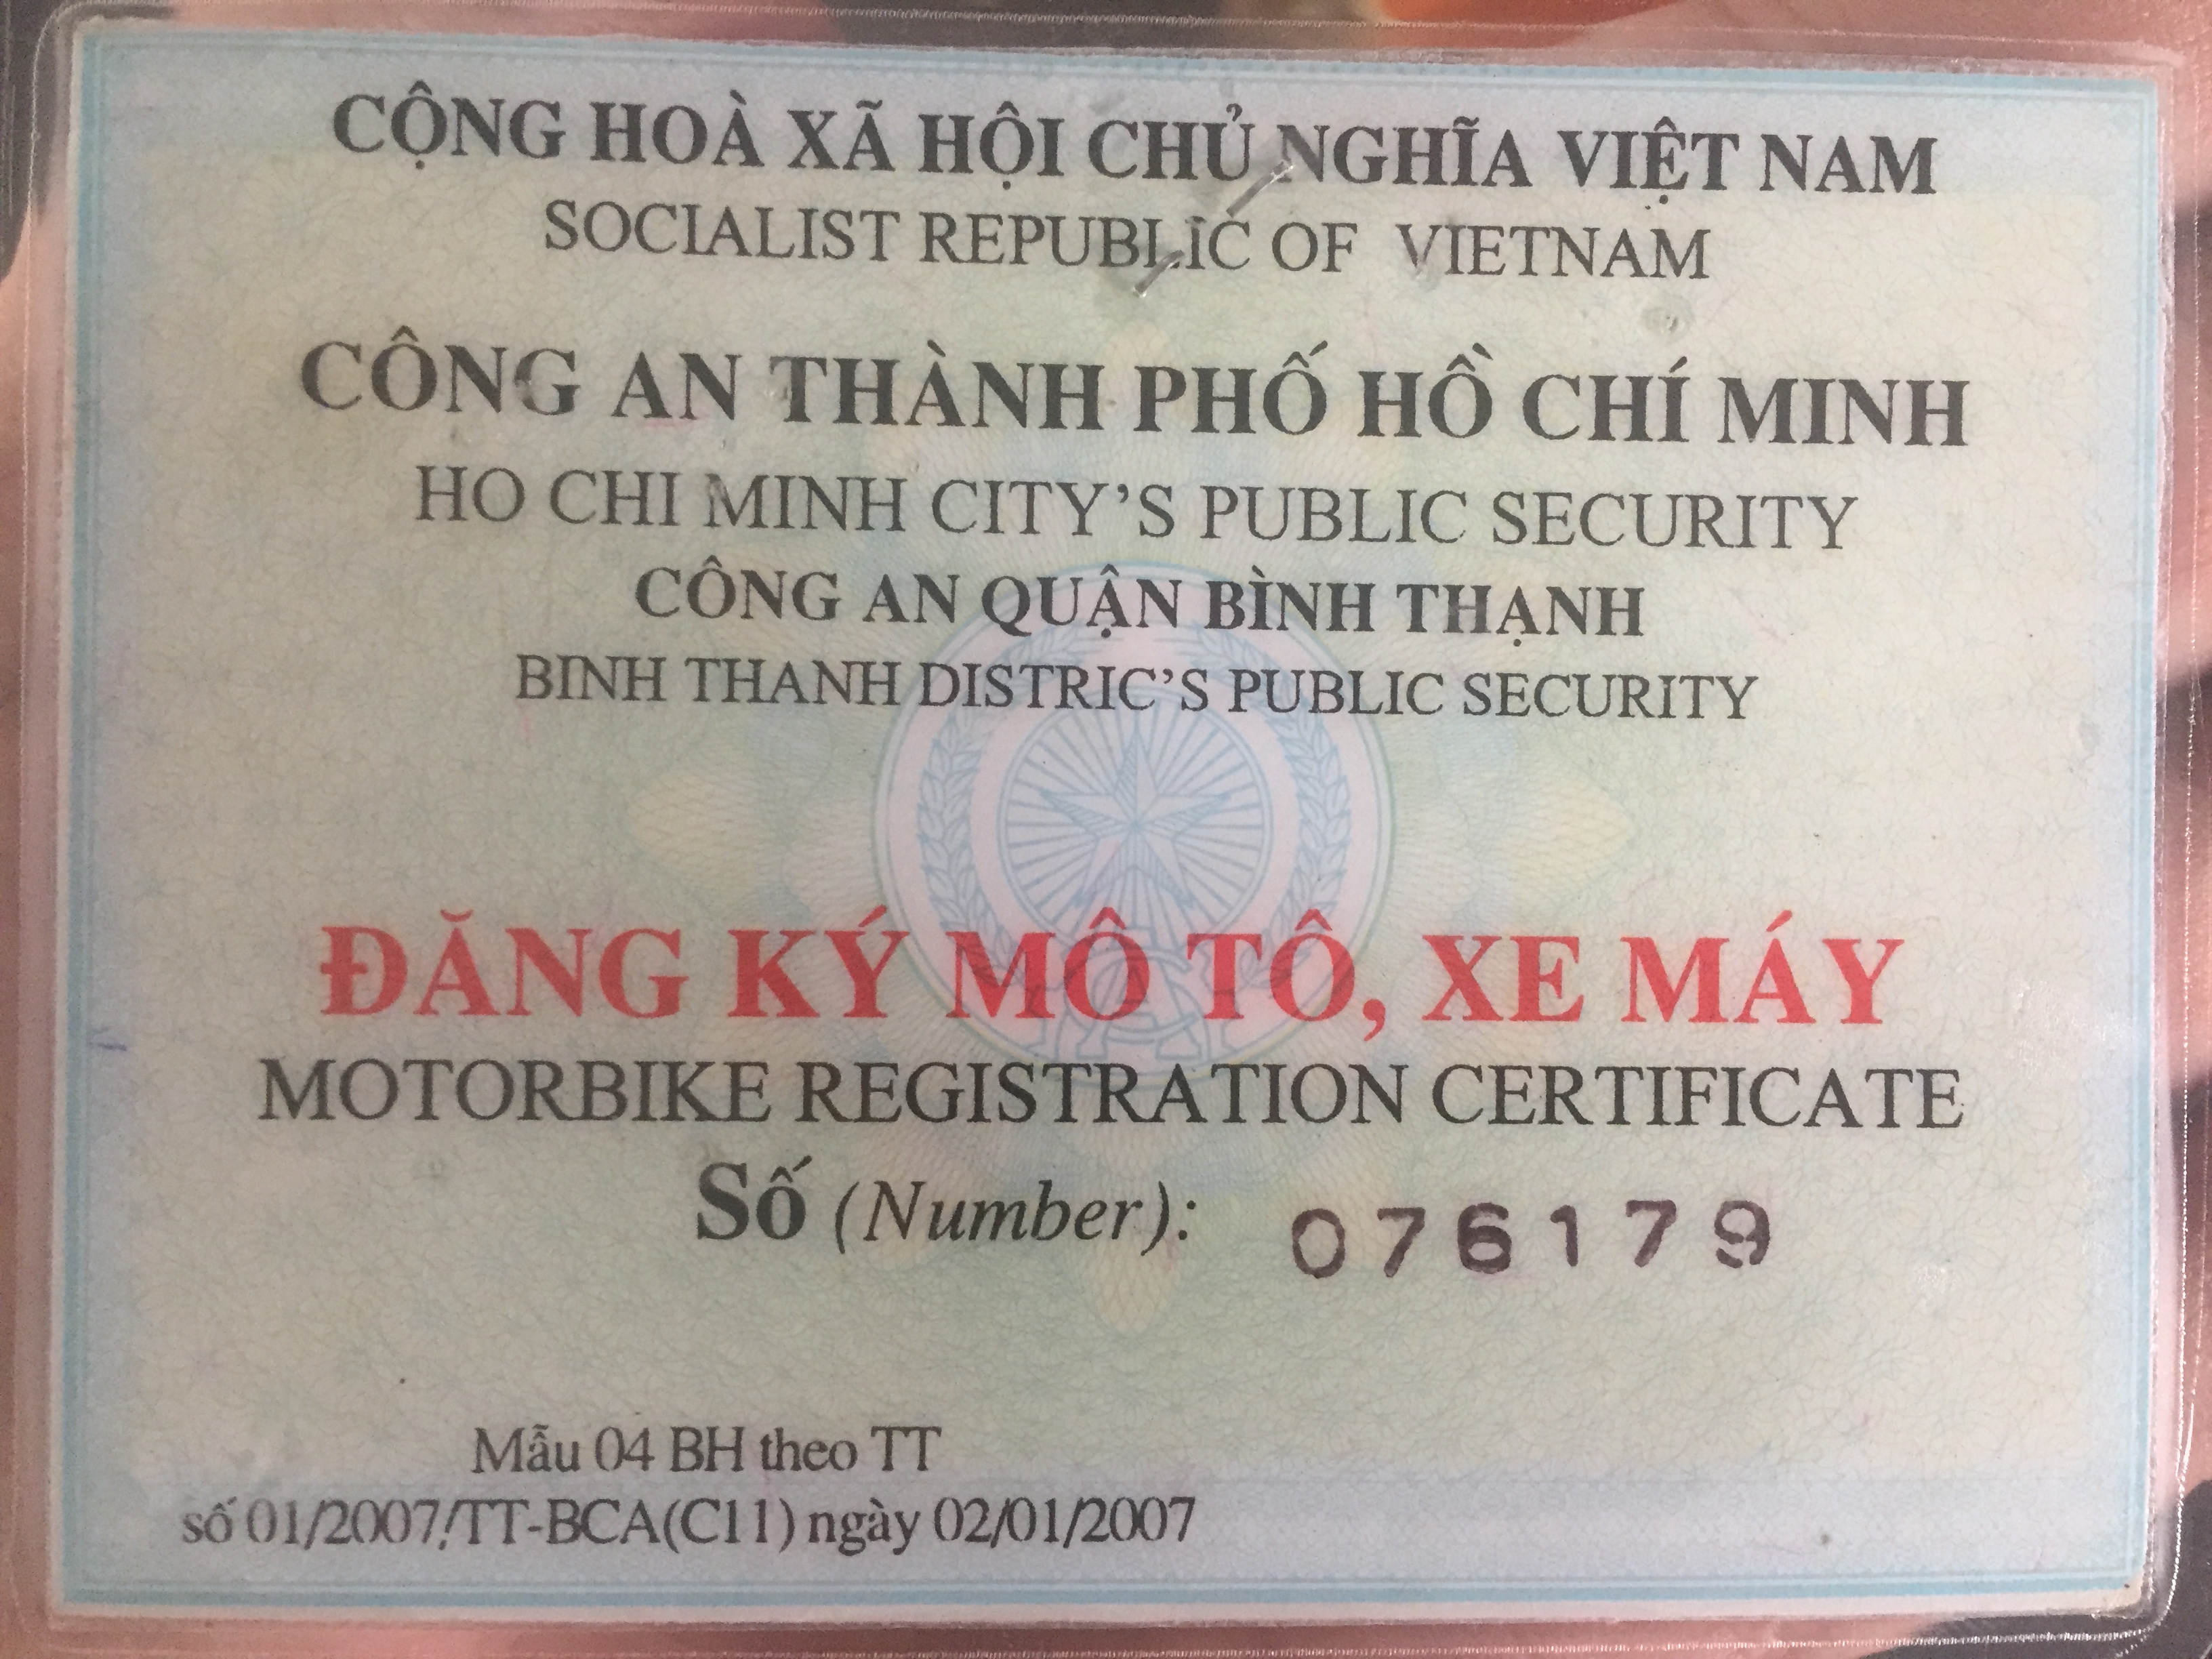 CỘNG HOÀ XÃ HỘI CHỦ NGHĨA VIỆT NAM
SOCIALIST REPUBLIC OF VIETNAM
CÔNG AN THÀNH PHỐ HỒ CHÍ MINH
HO CHI MINH CITY'S PUBLIC SECURITY
CÔNG AN QUẬN BÌNH THẠNH
BINH THANH DISTRIC'S PUBLIC SECURITY
ĐĂNG KÝ MÔ TÔ, XE MÁY
MOTORBIKE REGISTRATION CERTIFICATE
Số (Number): 076179
Mẫu 04 BH theo TT
số 01/2007/TT-BCA(C11) ngày 02/01/2007